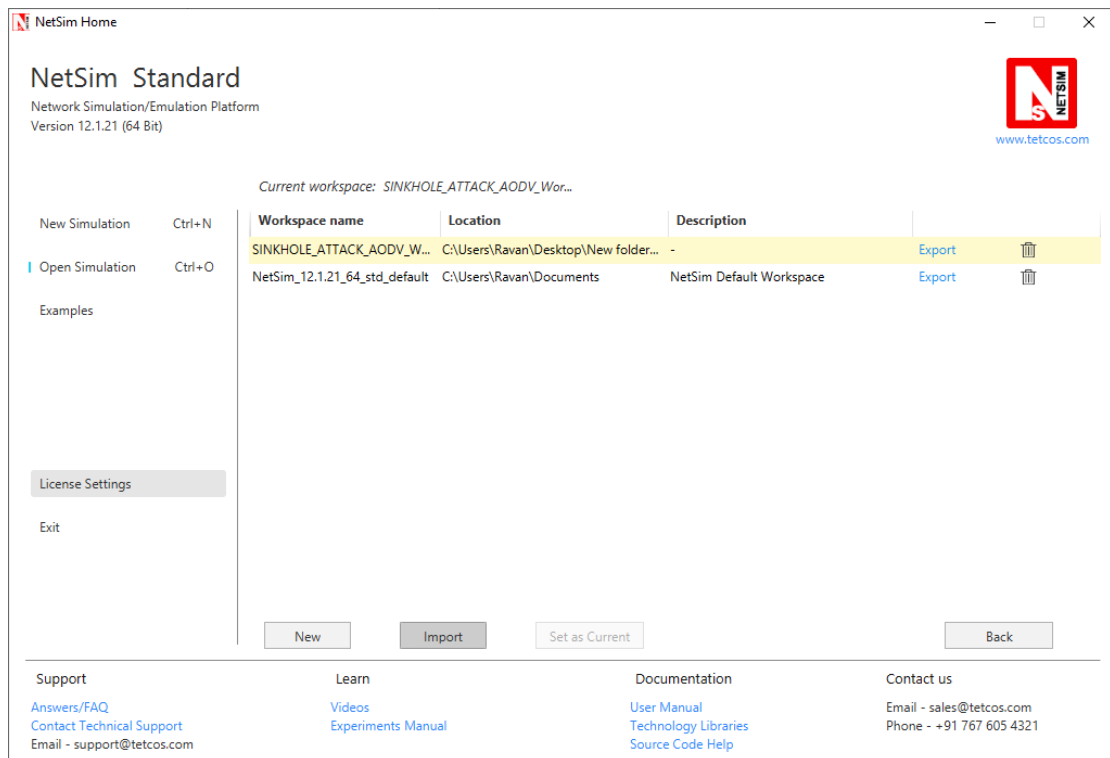 NetSim Home
NetSim Standard
Network Simulation/Emulation Platform
Version 12.1.21 (64 Bit)
NETSIM
NS
www.tetcos.com
Current workspace: SINKHOLE_ATTACK_AODV_Wor...
New Simulation Ctrl+N
Open Simulation Ctrl+O
Examples
License Settings
Exit
Workspace name Location Description
SINKHOLE_ATTACK_AODV_W... C:\Users\Ravan\Desktop\New folder... - Export
NetSim_12.1.21_64_std_default C:\Users\Ravan\Documents NetSim Default Workspace Export
New Import Set as Current Back
Support Learn Documentation Contact us
Answers/FAQ Videos User Manual Email - sales@tetcos.com
Contact Technical Support Experiments Manual Technology Libraries Phone - +91 767 605 4321
Email - support@tetcos.com Source Code Help